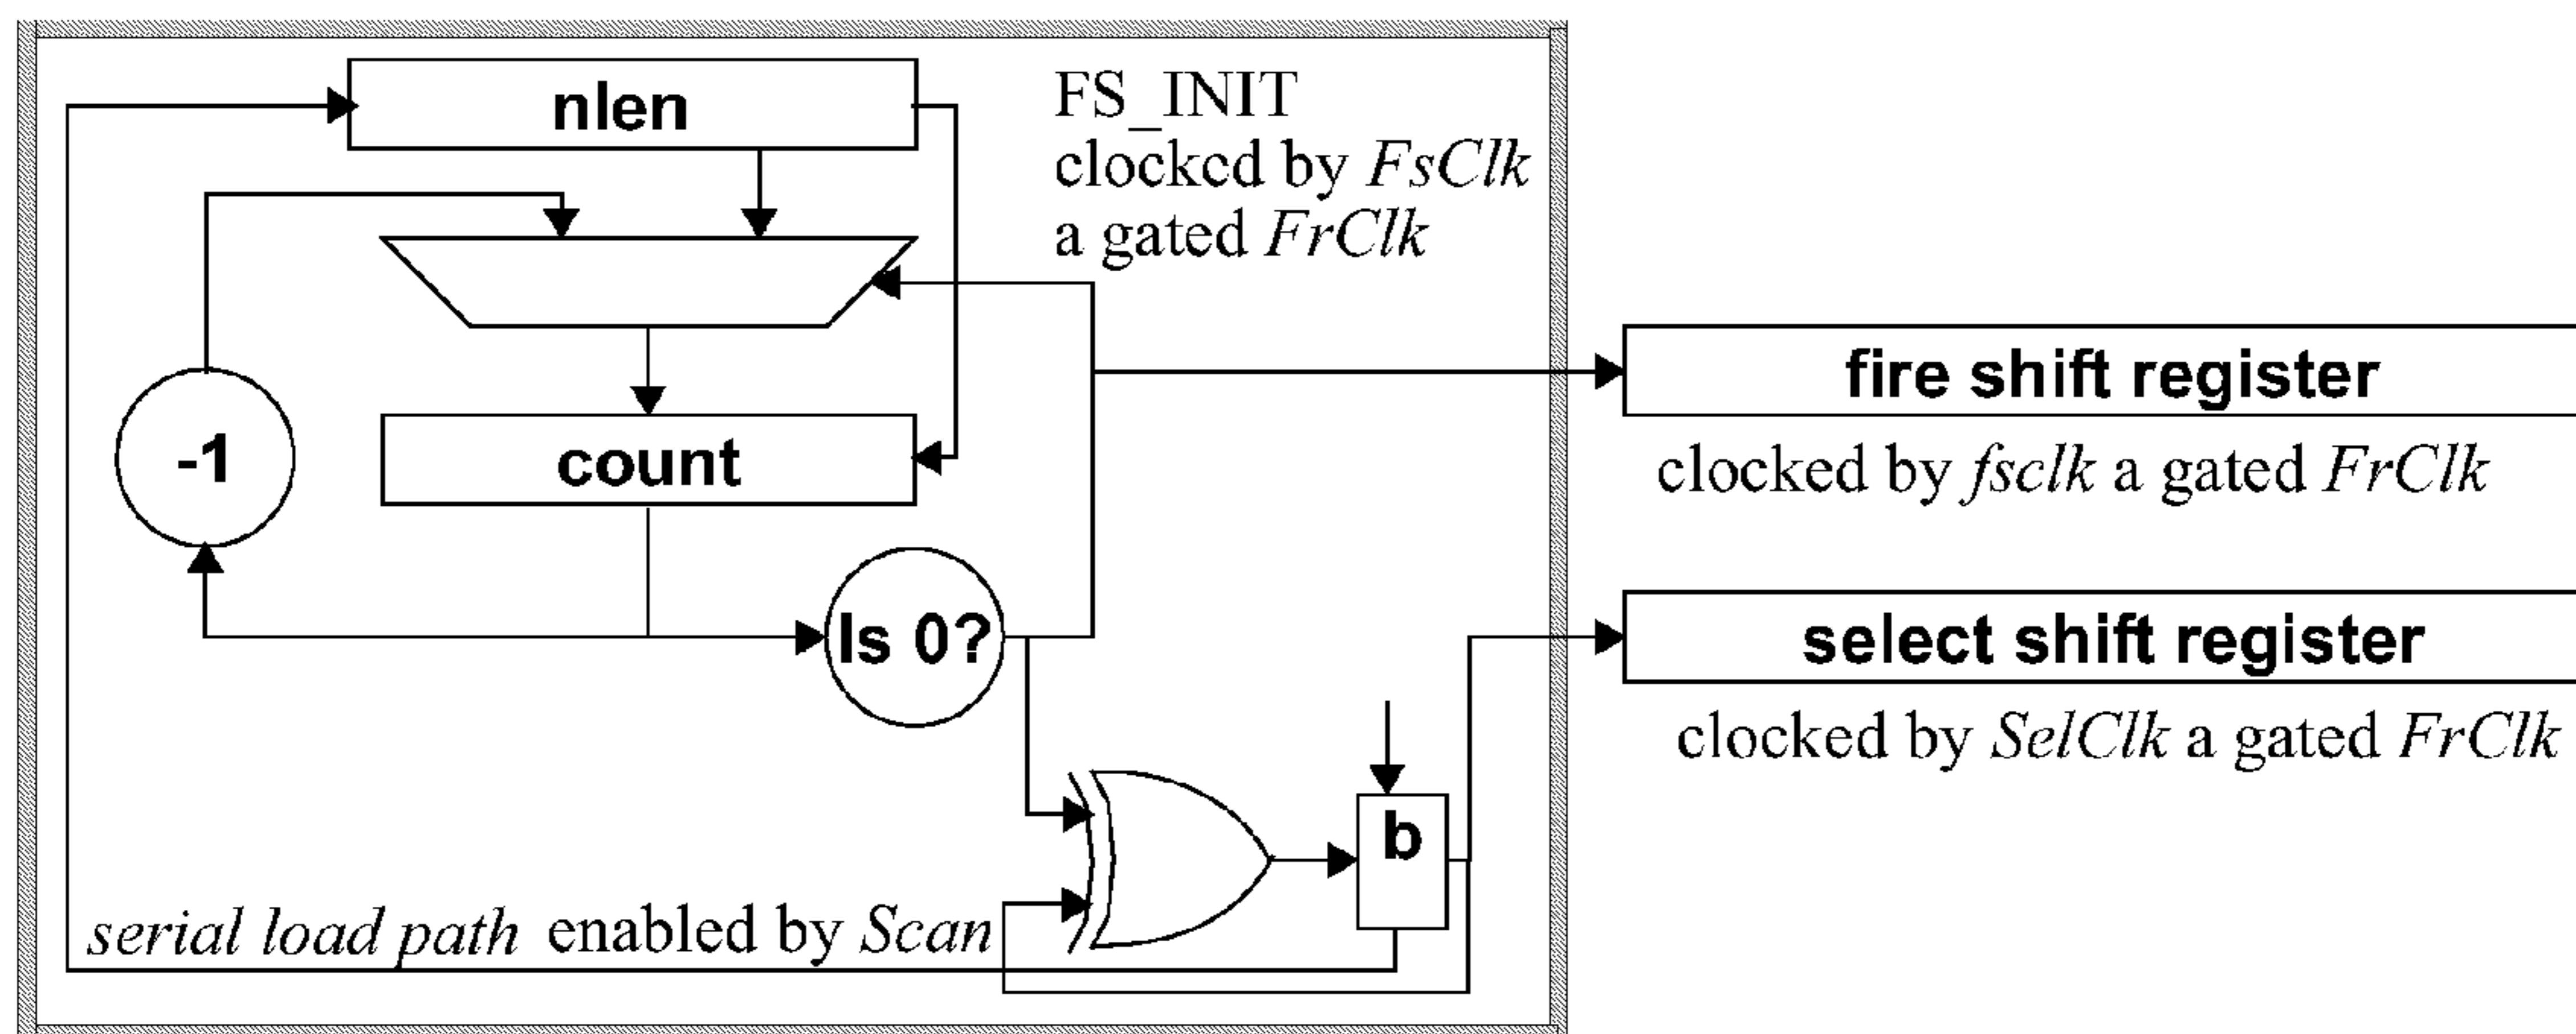 nlen
FS_INIT
clocked by FsClk
a gated FrClk
-1
count
fire shift register
clocked by fsclk a gated FrClk
Is 0?
select shift register
clocked by SelClk a gated FrClk
b
serial load path enabled by Scan